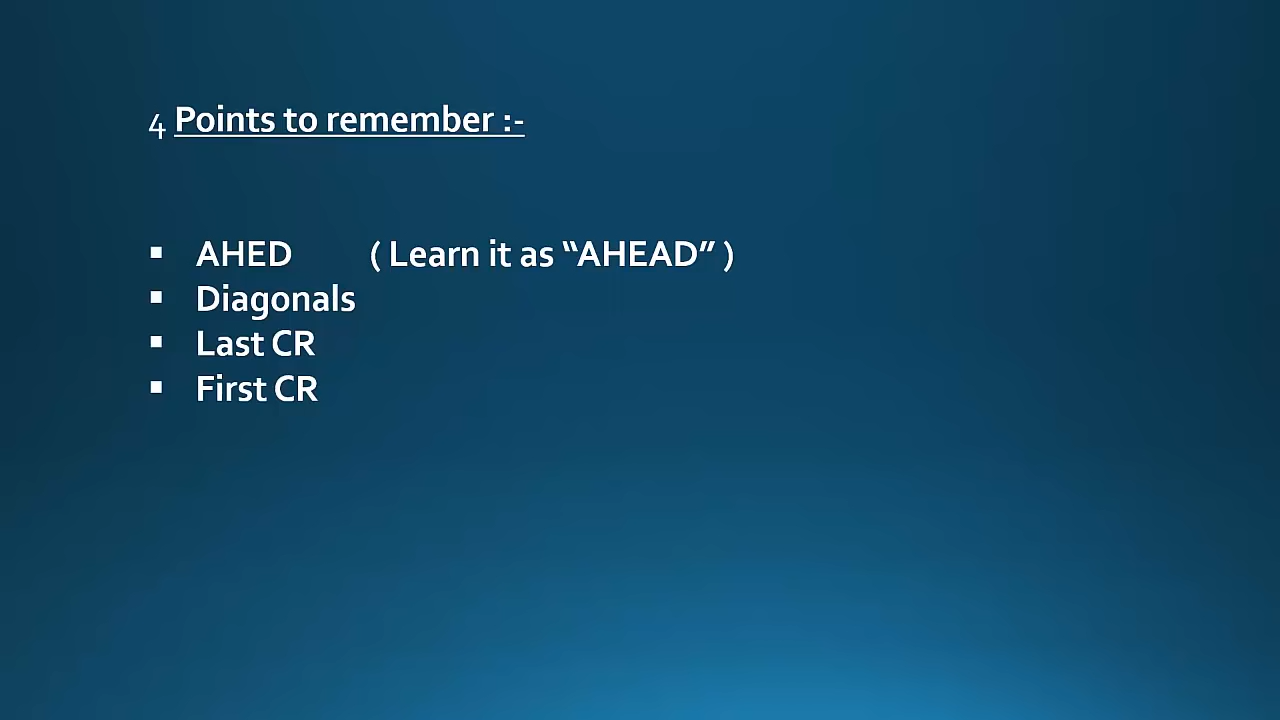 4 Points to remember :-
▪ AHED ( Learn it as “AHEAD” )
▪ Diagonals
▪ Last CR
▪ First CR